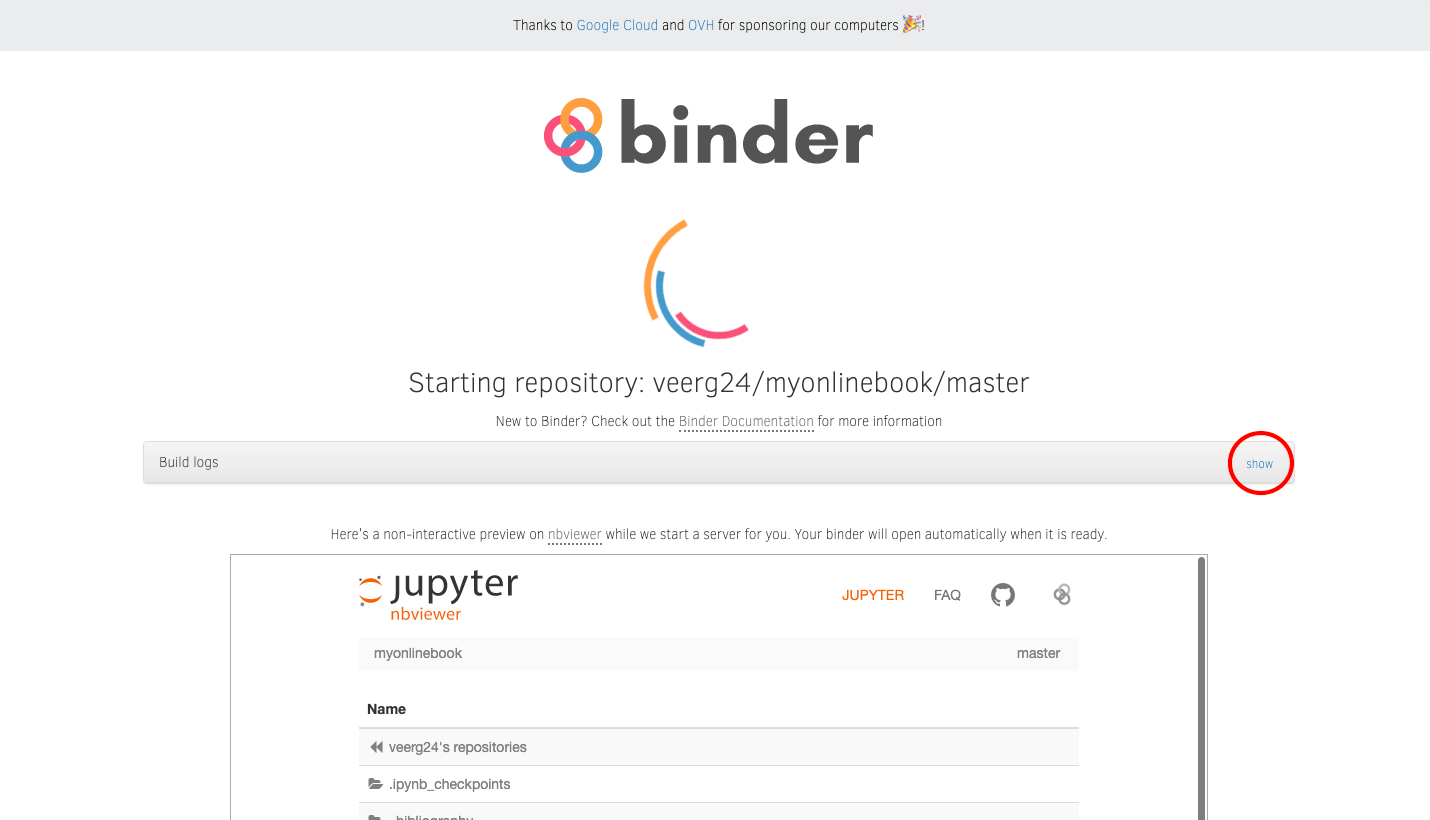 Thanks to Google Cloud and OVH for sponsoring our computers 🎉!
binder
Starting repository: veerg24/myonlinebook/master
New to Binder? Check out the Binder Documentation for more information
Build logs show
Here's a non-interactive preview on nbviewer while we start a server for you. Your binder will open automatically when it is ready.
jupyter
nbviewer
JUPYTER FAQ
myonlinebook master
Name
veerg24's repositories
.ipynb_checkpoints